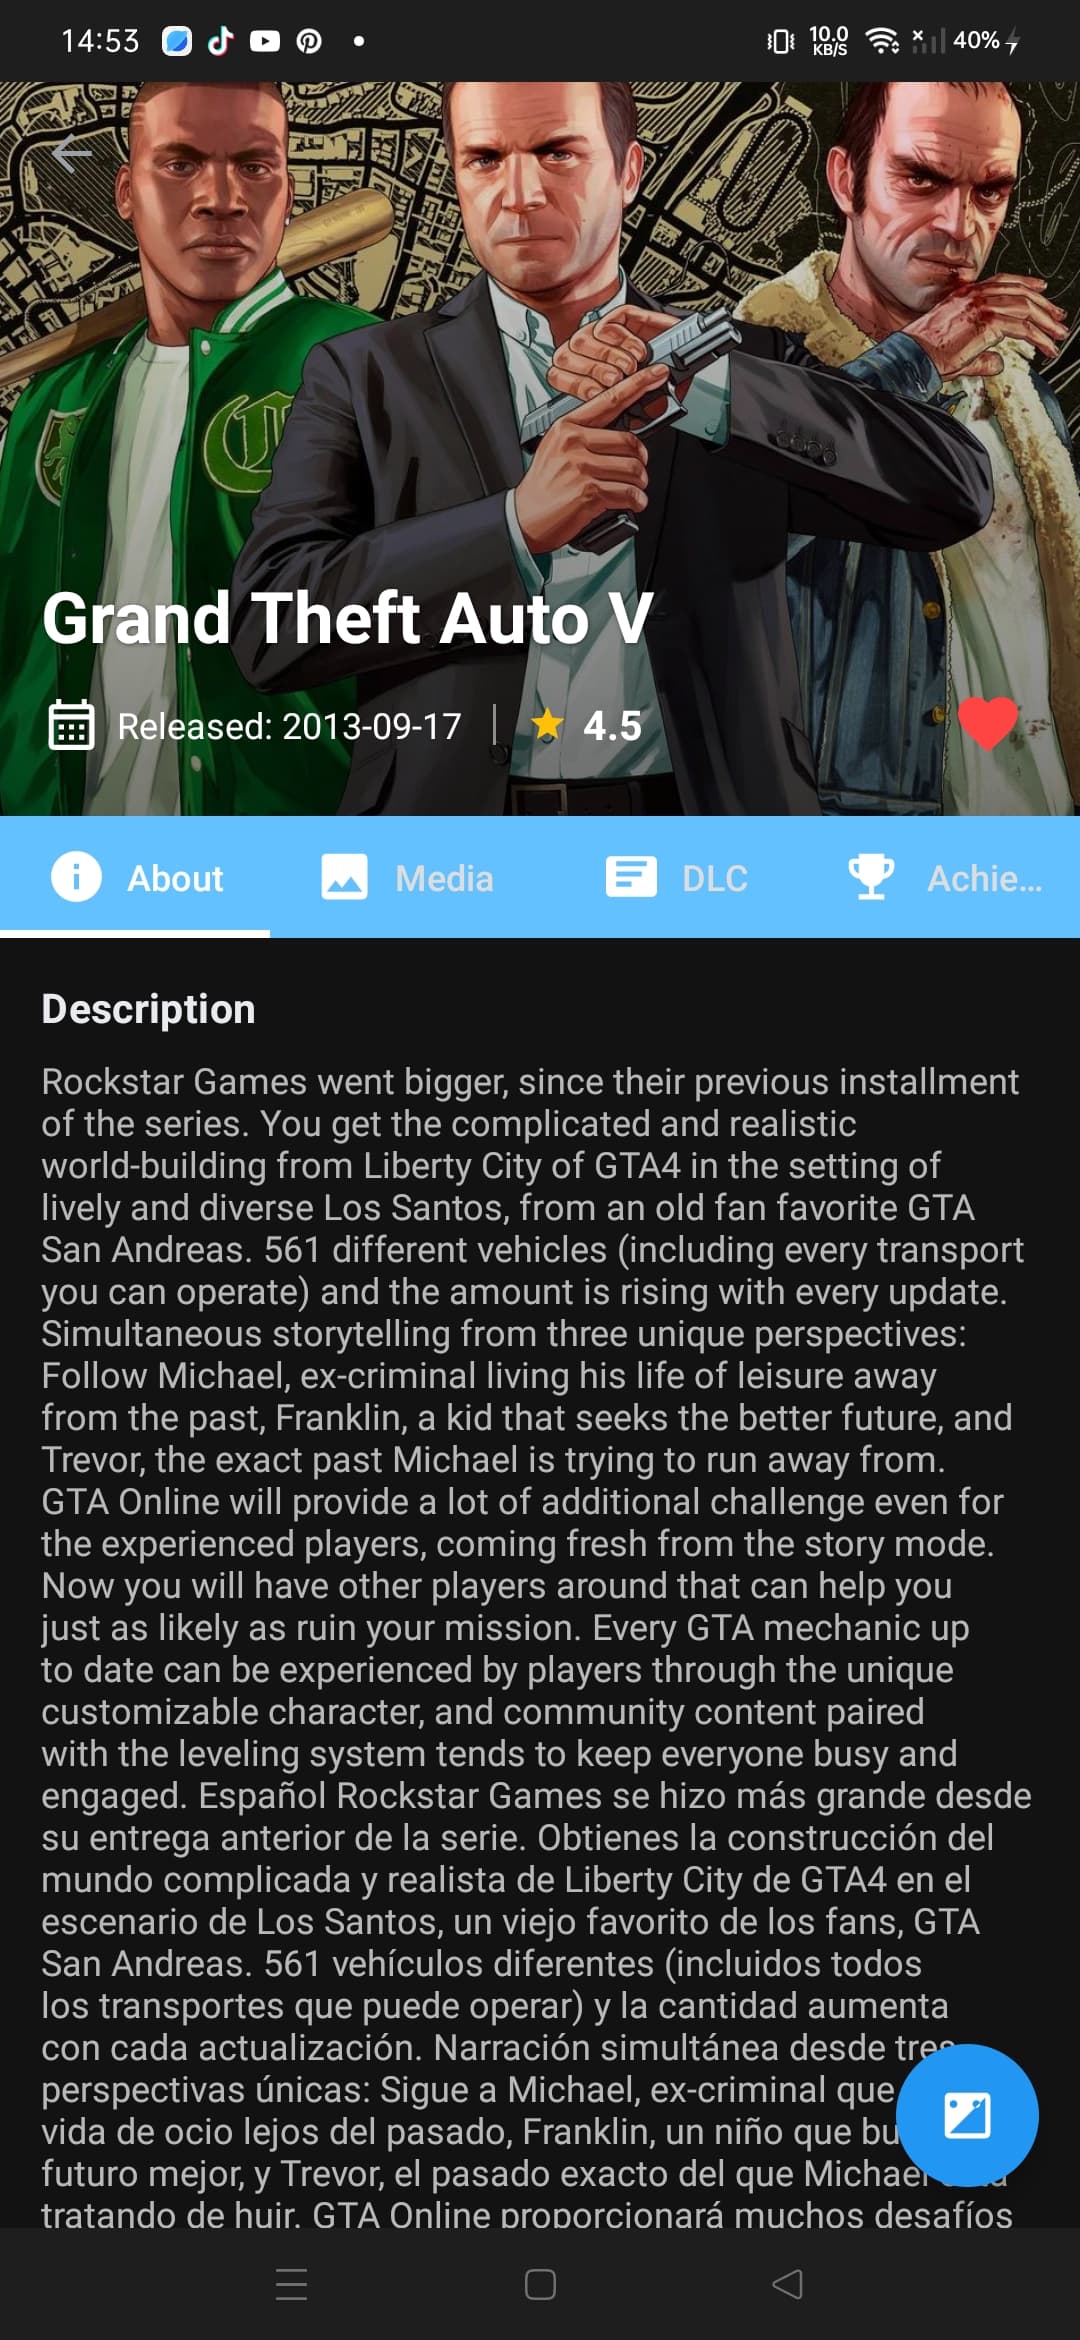 14:53
10.0
KB/S
40%
Grand Theft Auto V
Released: 2013-09-17
4.5
About
Media
DLC
Achie...
Description
Rockstar Games went bigger, since their previous installment
of the series. You get the complicated and realistic
world-building from Liberty City of GTA4 in the setting of
lively and diverse Los Santos, from an old fan favorite GTA
San Andreas. 561 different vehicles (including every transport
you can operate) and the amount is rising with every update.
Simultaneous storytelling from three unique perspectives:
Follow Michael, ex-criminal living his life of leisure away
from the past, Franklin, a kid that seeks the better future, and
Trevor, the exact past Michael is trying to run away from.
GTA Online will provide a lot of additional challenge even for
the experienced players, coming fresh from the story mode.
Now you will have other players around that can help you
just as likely as ruin your mission. Every GTA mechanic up
to date can be experienced by players through the unique
customizable character, and community content paired
with the leveling system tends to keep everyone busy and
engaged. Español Rockstar Games se hizo más grande desde
su entrega anterior de la serie. Obtienes la construcción del
mundo complicada y realista de Liberty City de GTA4 en el
escenario de Los Santos, un viejo favorito de los fans, GTA
San Andreas. 561 vehículos diferentes (incluidos todos
los transportes que puede operar) y la cantidad aumenta
con cada actualización. Narración simultánea desde tres
perspectivas únicas: Sigue a Michael, ex-criminal que
vida de ocio lejos del pasado, Franklin, un niño que
futuro mejor, y Trevor, el pasado exacto del que Michael
tratando de huir. GTA Online proporcionará muchos desafíos